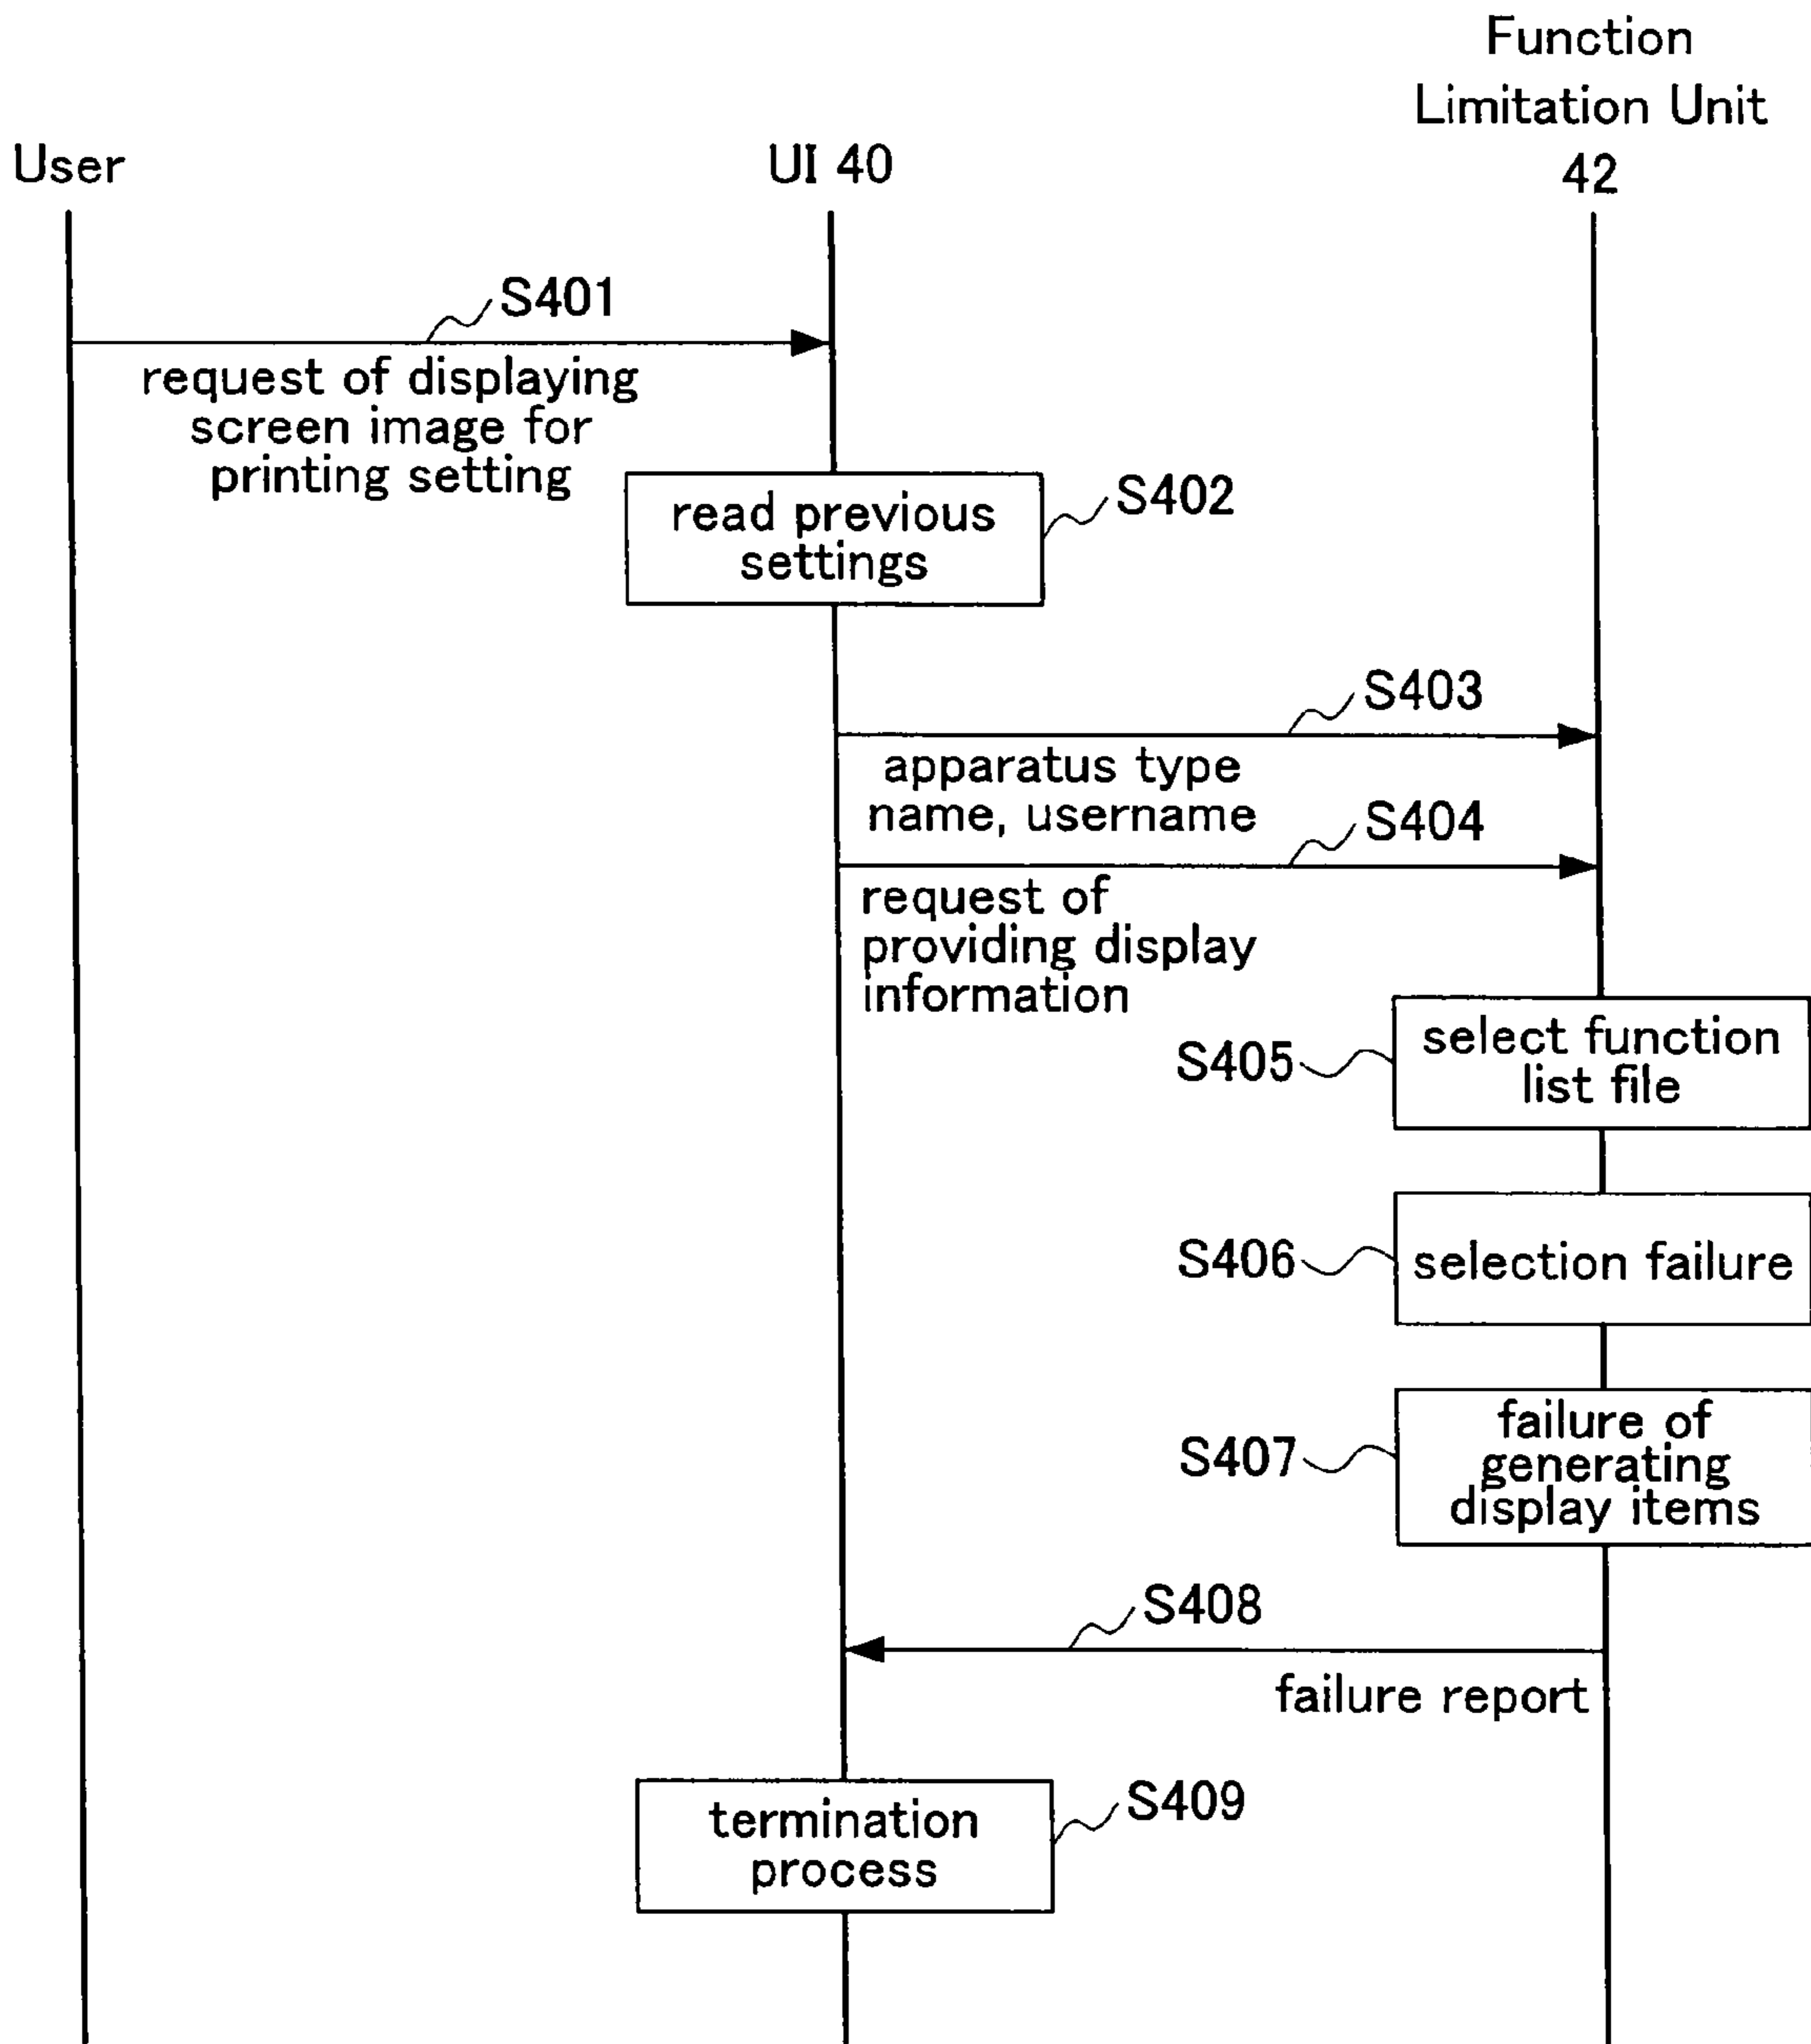 Function
Limitation Unit
42
User
UI 40
S401
request of displaying
screen image for
printing setting
S402
read previous
settings
S403
apparatus type
name, username
S404
request of
providing display
information
S405
select function
list file
S406
selection failure
S407
failure of
generating
display items
S408
failure report
S409
termination
process